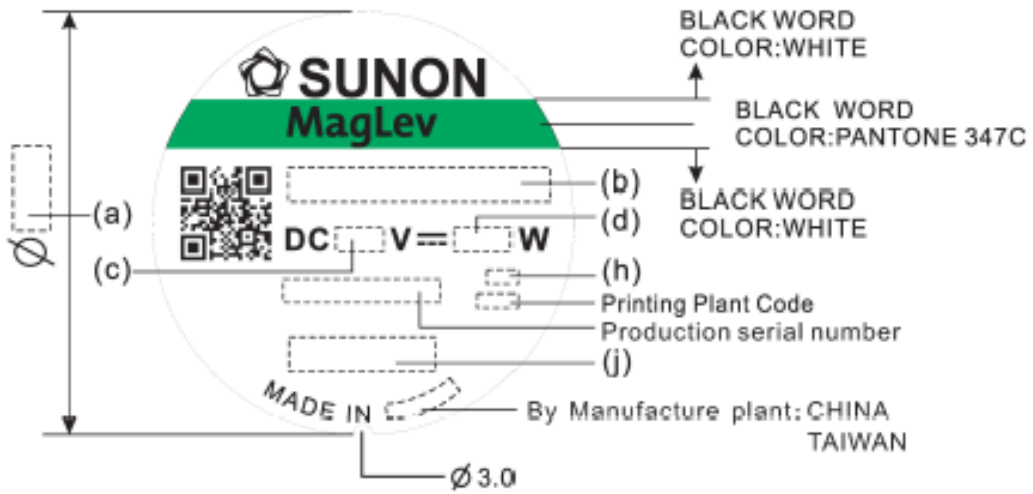 BLACK WORD
COLOR:WHITE
SUNON
MagLev
BLACK WORD
COLOR:PANTONE 347C
(a)
(b)
BLACK WORD
COLOR:WHITE
(d)
DC V W
(c)
(h)
Printing Plant Code
Production serial number
(j)
MADE IN
By Manufacture plant: CHINA
TAIWAN
Ø
Ø 3.0